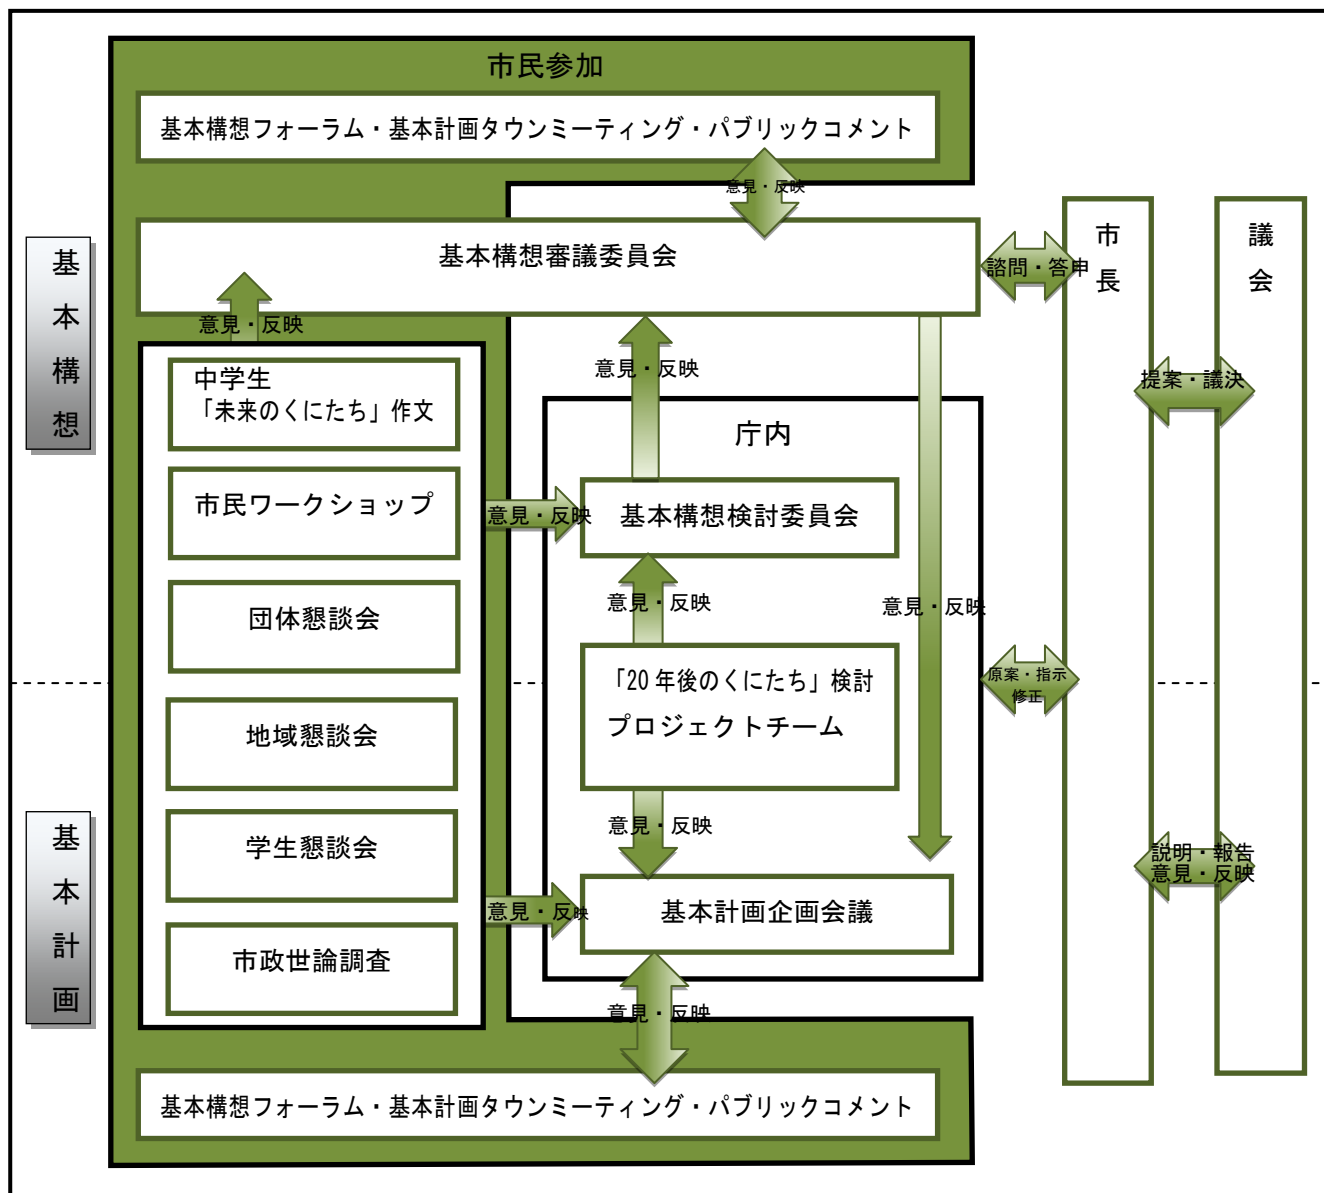 市民参加
基本構想フォーラム・基本計画タウンミーティング・パブリックコメント
意見・反映
基本構想審議委員会
諮問・答申
市長
議会
基本構想
意見・反映
意見・反映
提案・議決
中学生
「未来のくにたち」作文
庁内
市民ワークショップ
意見・反映
基本構想検討委員会
団体懇談会
意見・反映
意見・反映
「20年後のくにたち」検討
プロジェクトチーム
原案・指示
修正
地域懇談会
基本計画
学生懇談会
意見・反映
説明・報告
意見・反映
意見・反映
基本計画企画会議
市政世論調査
意見・反映
基本構想フォーラム・基本計画タウンミーティング・パブリックコメント